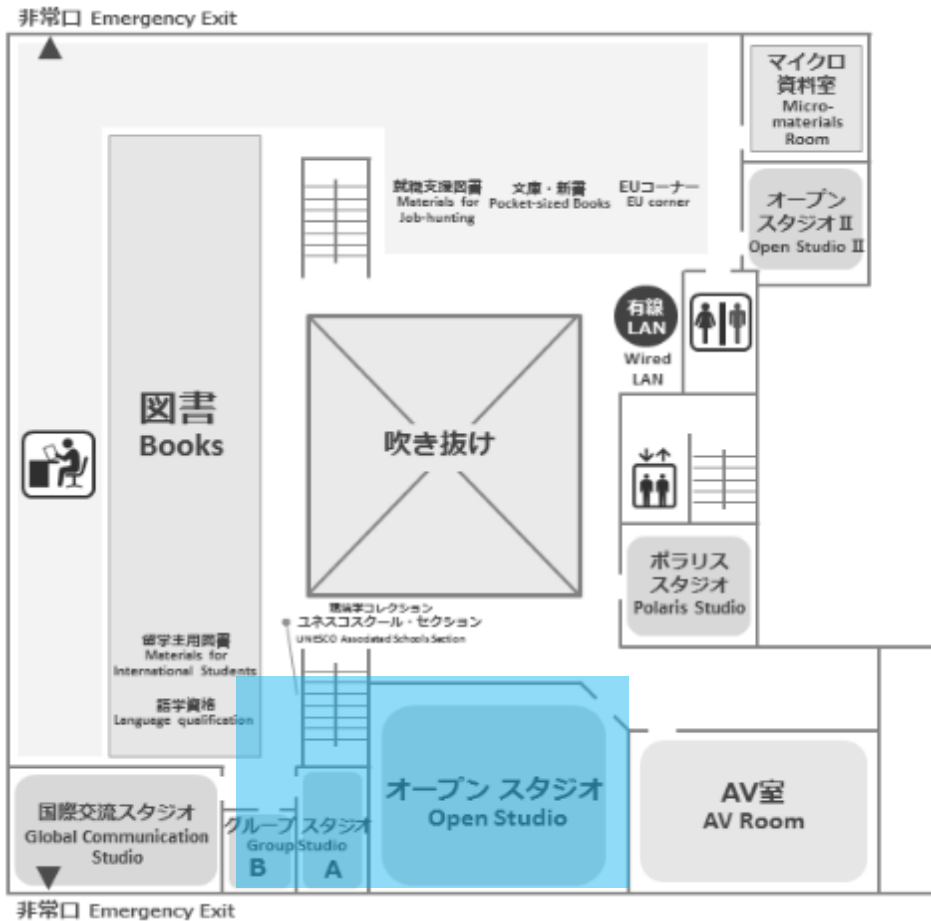 非常口 Emergency Exit
マイクロ
資料室
Micro-
materials
Room
就職支援図書
Materials for
Job-hunting
文庫・新書
Pocket-sized Books
EUコーナー
EU corner
オープン
スタジオⅡ
Open Studio Ⅱ
有線
LAN
Wired
LAN
図書
Books
吹き抜け
ポラリス
スタジオ
Polaris Studio
コレクション
ユネスコスクール・セクション
UNESCO Associated Schools Section
留学生用図書
Materials for
International Students
語学資格
Language qualification
オープン スタジオ
Open Studio
AV室
AV Room
国際交流スタジオ
Global Communication
Studio
グループ スタジオ
Group Studio
B A
非常口 Emergency Exit